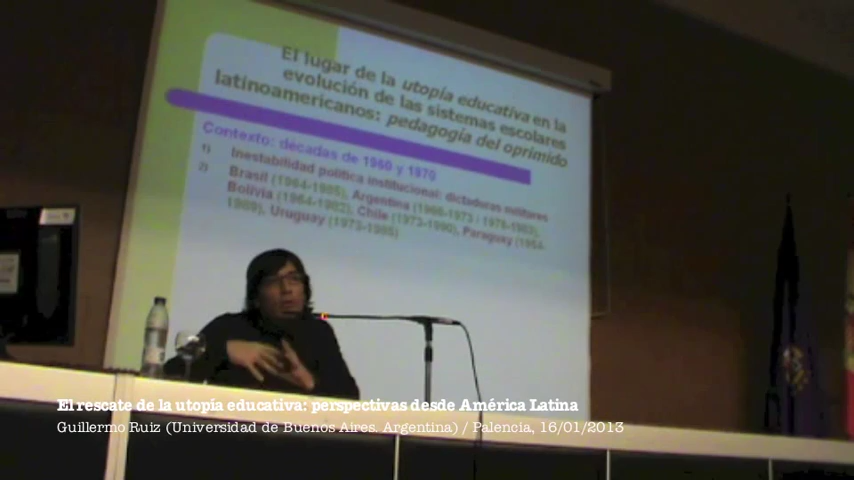 El lugar de la utopía educativa en la
evolución de las sistemas escolares
latinoamericanos: pedagogía del oprimido
Contexto: décadas de 1960 y 1970
1) Inestabilidad política institucional: dictaduras militares
2) Brasil (1964-1985), Argentina (1966-1973 / 1976-1983),
Bolivia (1964-1982), Chile (1973-1990), Paraguay (1954-
1989), Uruguay (1973-1985)
El rescate de la utopía educativa: perspectivas desde América Latina
Guillermo Ruiz (Universidad de Buenos Aires. Argentina) / Palencia, 16/01/2013